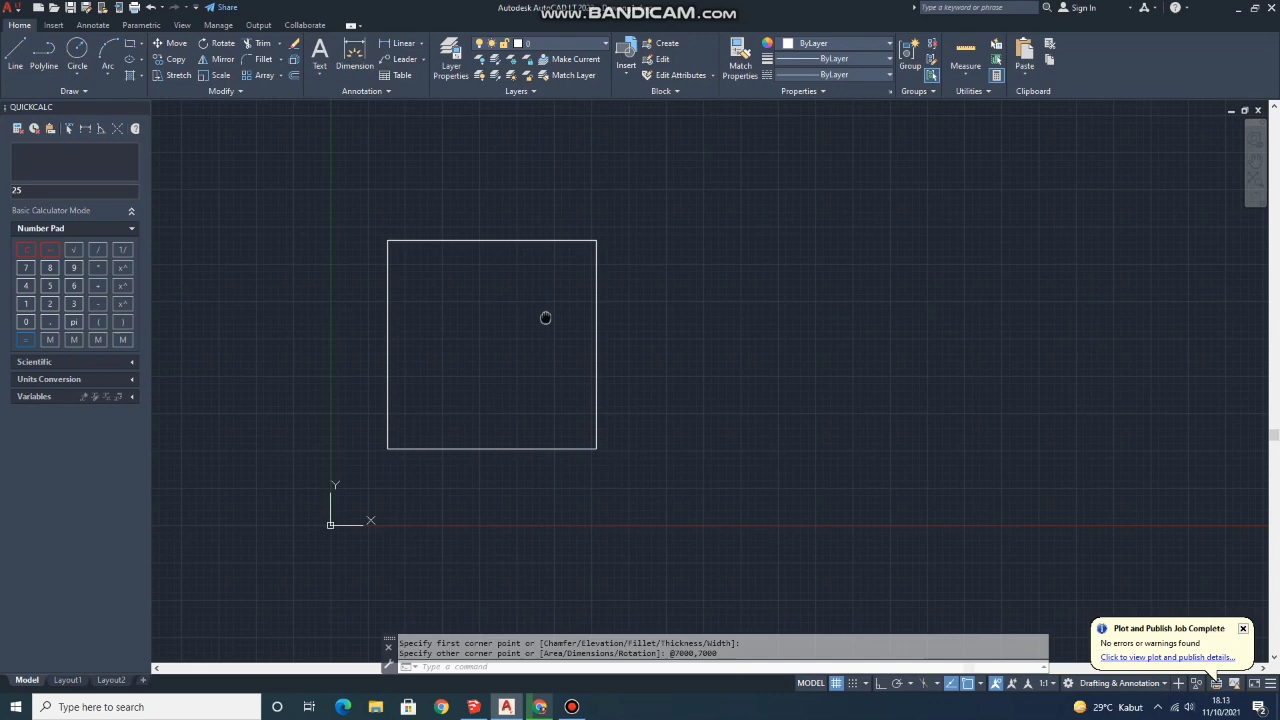 Share
Autodesk AutoCAD LT
www.BANDICAM.com
Type a keyword or phrase
Sign In
Home Insert Annotate Parametric View Manage Output Collaborate
Line Polyline Circle Arc
Move Rotate Trim
Copy Mirror Fillet
Stretch Scale Array
Text Dimension
Linear
Leader
Table
Layer Properties
0
Make Current
Match Layer
Insert
Create
Edit
Edit Attributes
Match Properties
ByLayer
ByLayer
ByLayer
Group
Measure
Paste
Draw Modify Annotation Layers Block Properties Groups Utilities Clipboard
QUICKCALC
25
Basic Calculator Mode
Number Pad
C √ / 1/
7 8 9 * x^
4 5 6 + x^
1 2 3 - x^
0 . pi ( )
= M M M M
Scientific
Units Conversion
Variables
Y
X
Specify first corner point or [Chamfer/Elevation/Fillet/Thickness/Width]:
Specify other corner point or [Area/Dimensions/Rotation]: @7000,7000
Type a command
Plot and Publish Job Complete
No errors or warnings found
Click to view plot and publish details...
Model Layout1 Layout2 +
MODEL 1:1 Drafting & Annotation
Type here to search
29°C Kabut
18.13
11/10/2021